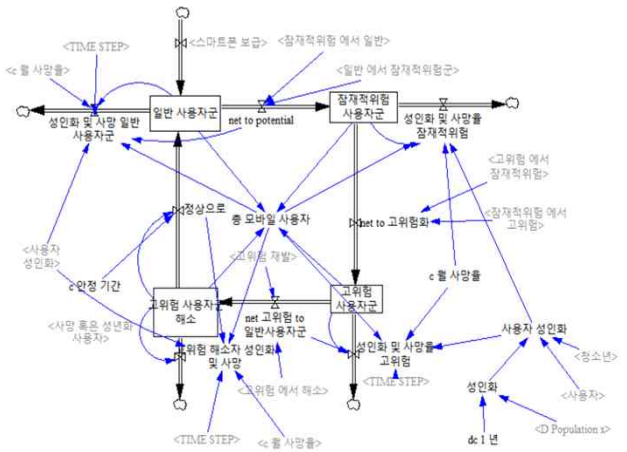 <스마트폰 보급>
<TIME STEP>
<잠재적위험 에서 일반>
<c 월 사망율>
<일반 에서 잠재적위험군>
일반 사용자군
잠재적위험
사용자군
성인화 및 사망 일반
사용자군
net to potential
성인화 및 사망율
잠재적위험
<고위험 에서
잠재적위험>
정상으로
총 모바일 사용자
net to 고위험화
<잠재적위험 에서
고위험>
<사용자
성인화>
<고위험 재발>
c 안정 기간
c 월 사망율
고위험 사용자군
해소
고위험
사용자군
net 고위험 to
일반사용자군
<사망 혹은 성년화
사용자>
사용자 성인화
고위험 해소자 성인화
및 사망
성인화 및 사망율
고위험
<청소년>
<고위험 에서 해소>
<TIME STEP>
성인화
<사용자>
<TIME STEP>
<c 월 사망율>
dc 1 년
<D Population s>